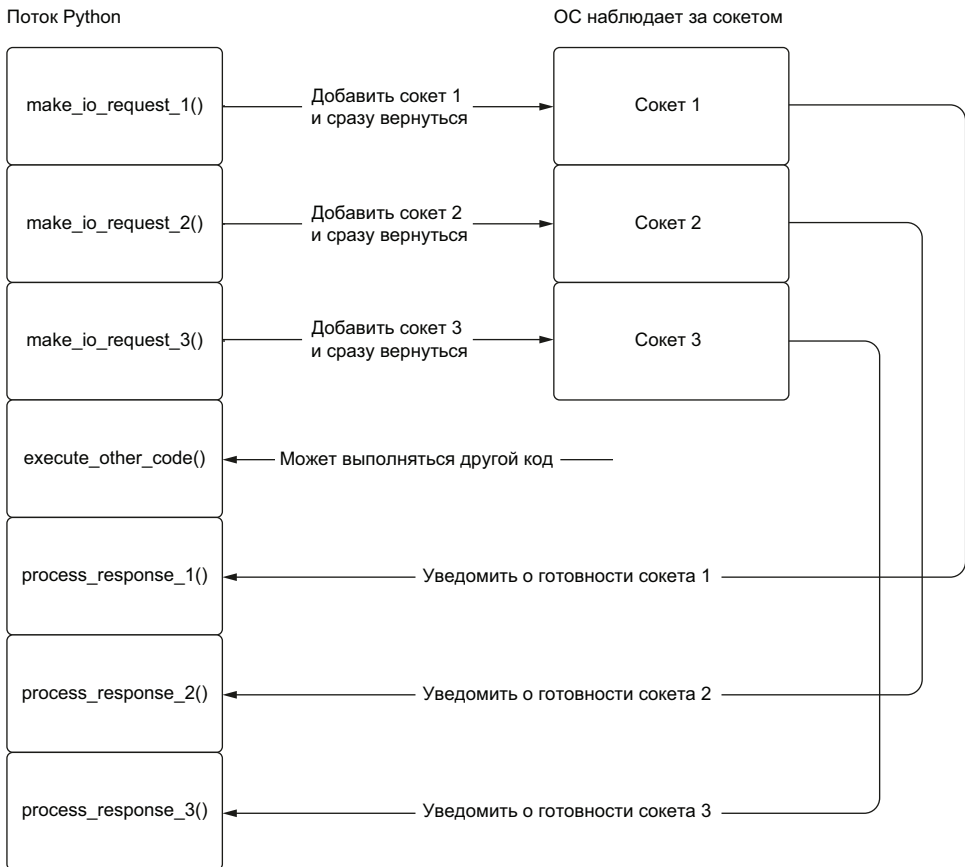 Поток Python
ОС наблюдает за сокетом
make_io_request_1()
Добавить сокет 1
и сразу вернуться
Сокет 1
make_io_request_2()
Добавить сокет 2
и сразу вернуться
Сокет 2
make_io_request_3()
Добавить сокет 3
и сразу вернуться
Сокет 3
execute_other_code()
Может выполняться другой код
process_response_1()
Уведомить о готовности сокета 1
process_response_2()
Уведомить о готовности сокета 2
process_response_3()
Уведомить о готовности сокета 3